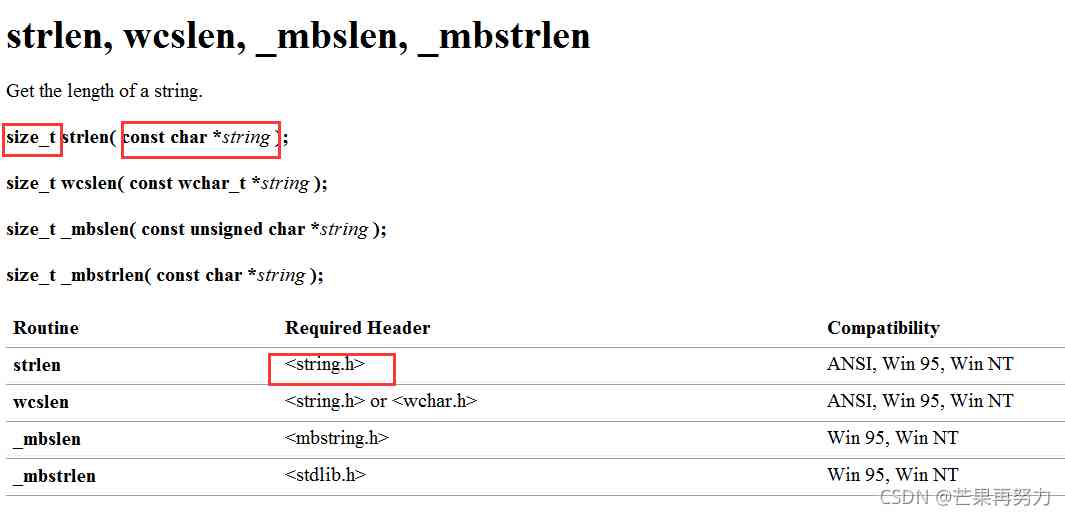 strlen, wcslen, _mbslen, _mbstrlen
Get the length of a string.
size_t strlen( const char *string );
size_t wcslen( const wchar_t *string );
size_t _mbslen( const unsigned char *string );
size_t _mbstrlen( const char *string );
Routine Required Header Compatibility
strlen <string.h> ANSI, Win 95, Win NT
wcslen <string.h> or <wchar.h> ANSI, Win 95, Win NT
_mbslen <mbstring.h> Win 95, Win NT
_mbstrlen <stdlib.h> Win 95, Win NT
CSDN @芒果再努力